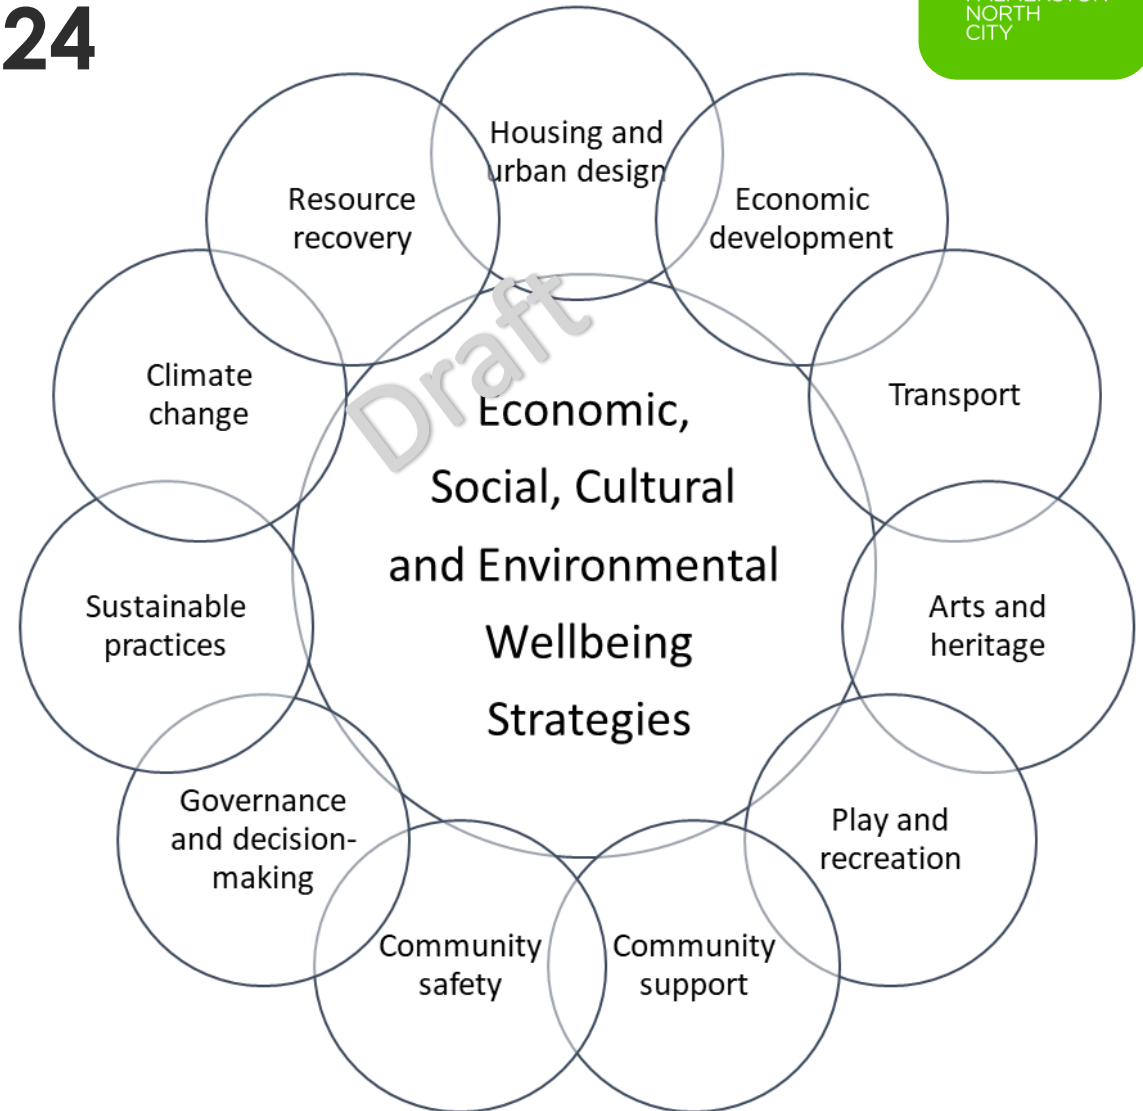 24
NORTH
CITY
Housing and
urban design
Resource
recovery
Economic
development
Climate
change
Transport
Draft
Economic,
Social, Cultural
and Environmental
Wellbeing
Strategies
Sustainable
practices
Arts and
heritage
Governance
and decision-
making
Play and
recreation
Community
safety
Community
support